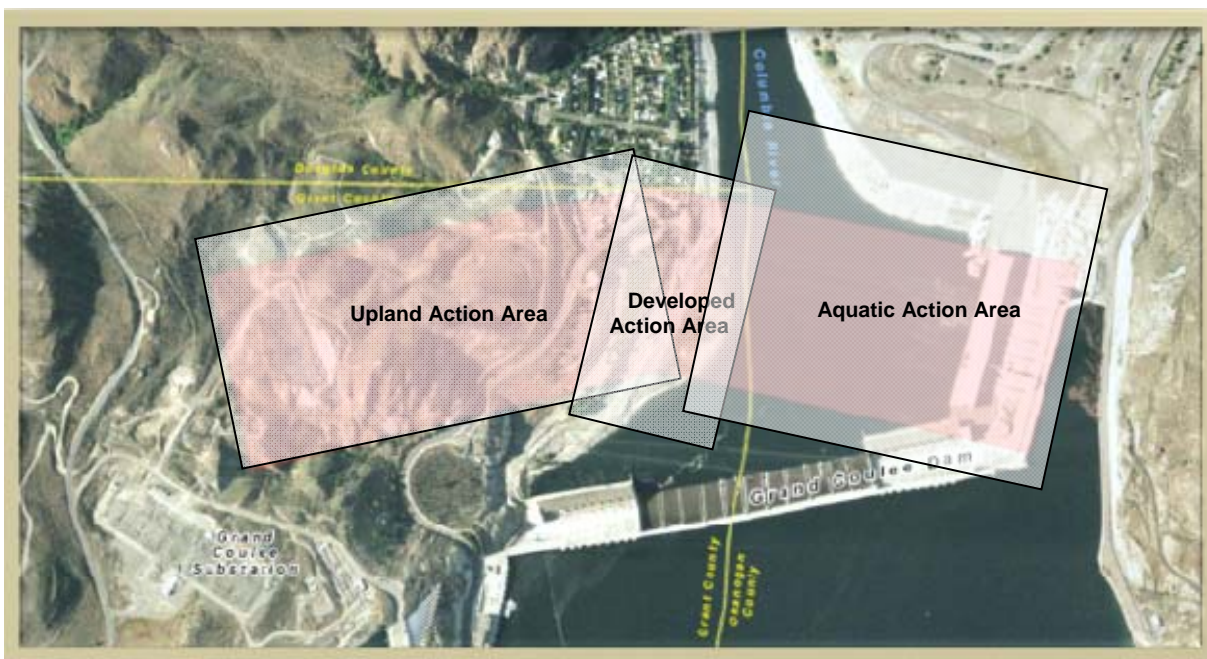 Columbia River
Douglas County
Grant County
Upland Action Area
Developed
Action Area
Aquatic Action Area
Grand Coulee Dam
Grand
Coulee
Substation
Grant County
Okanogan
County